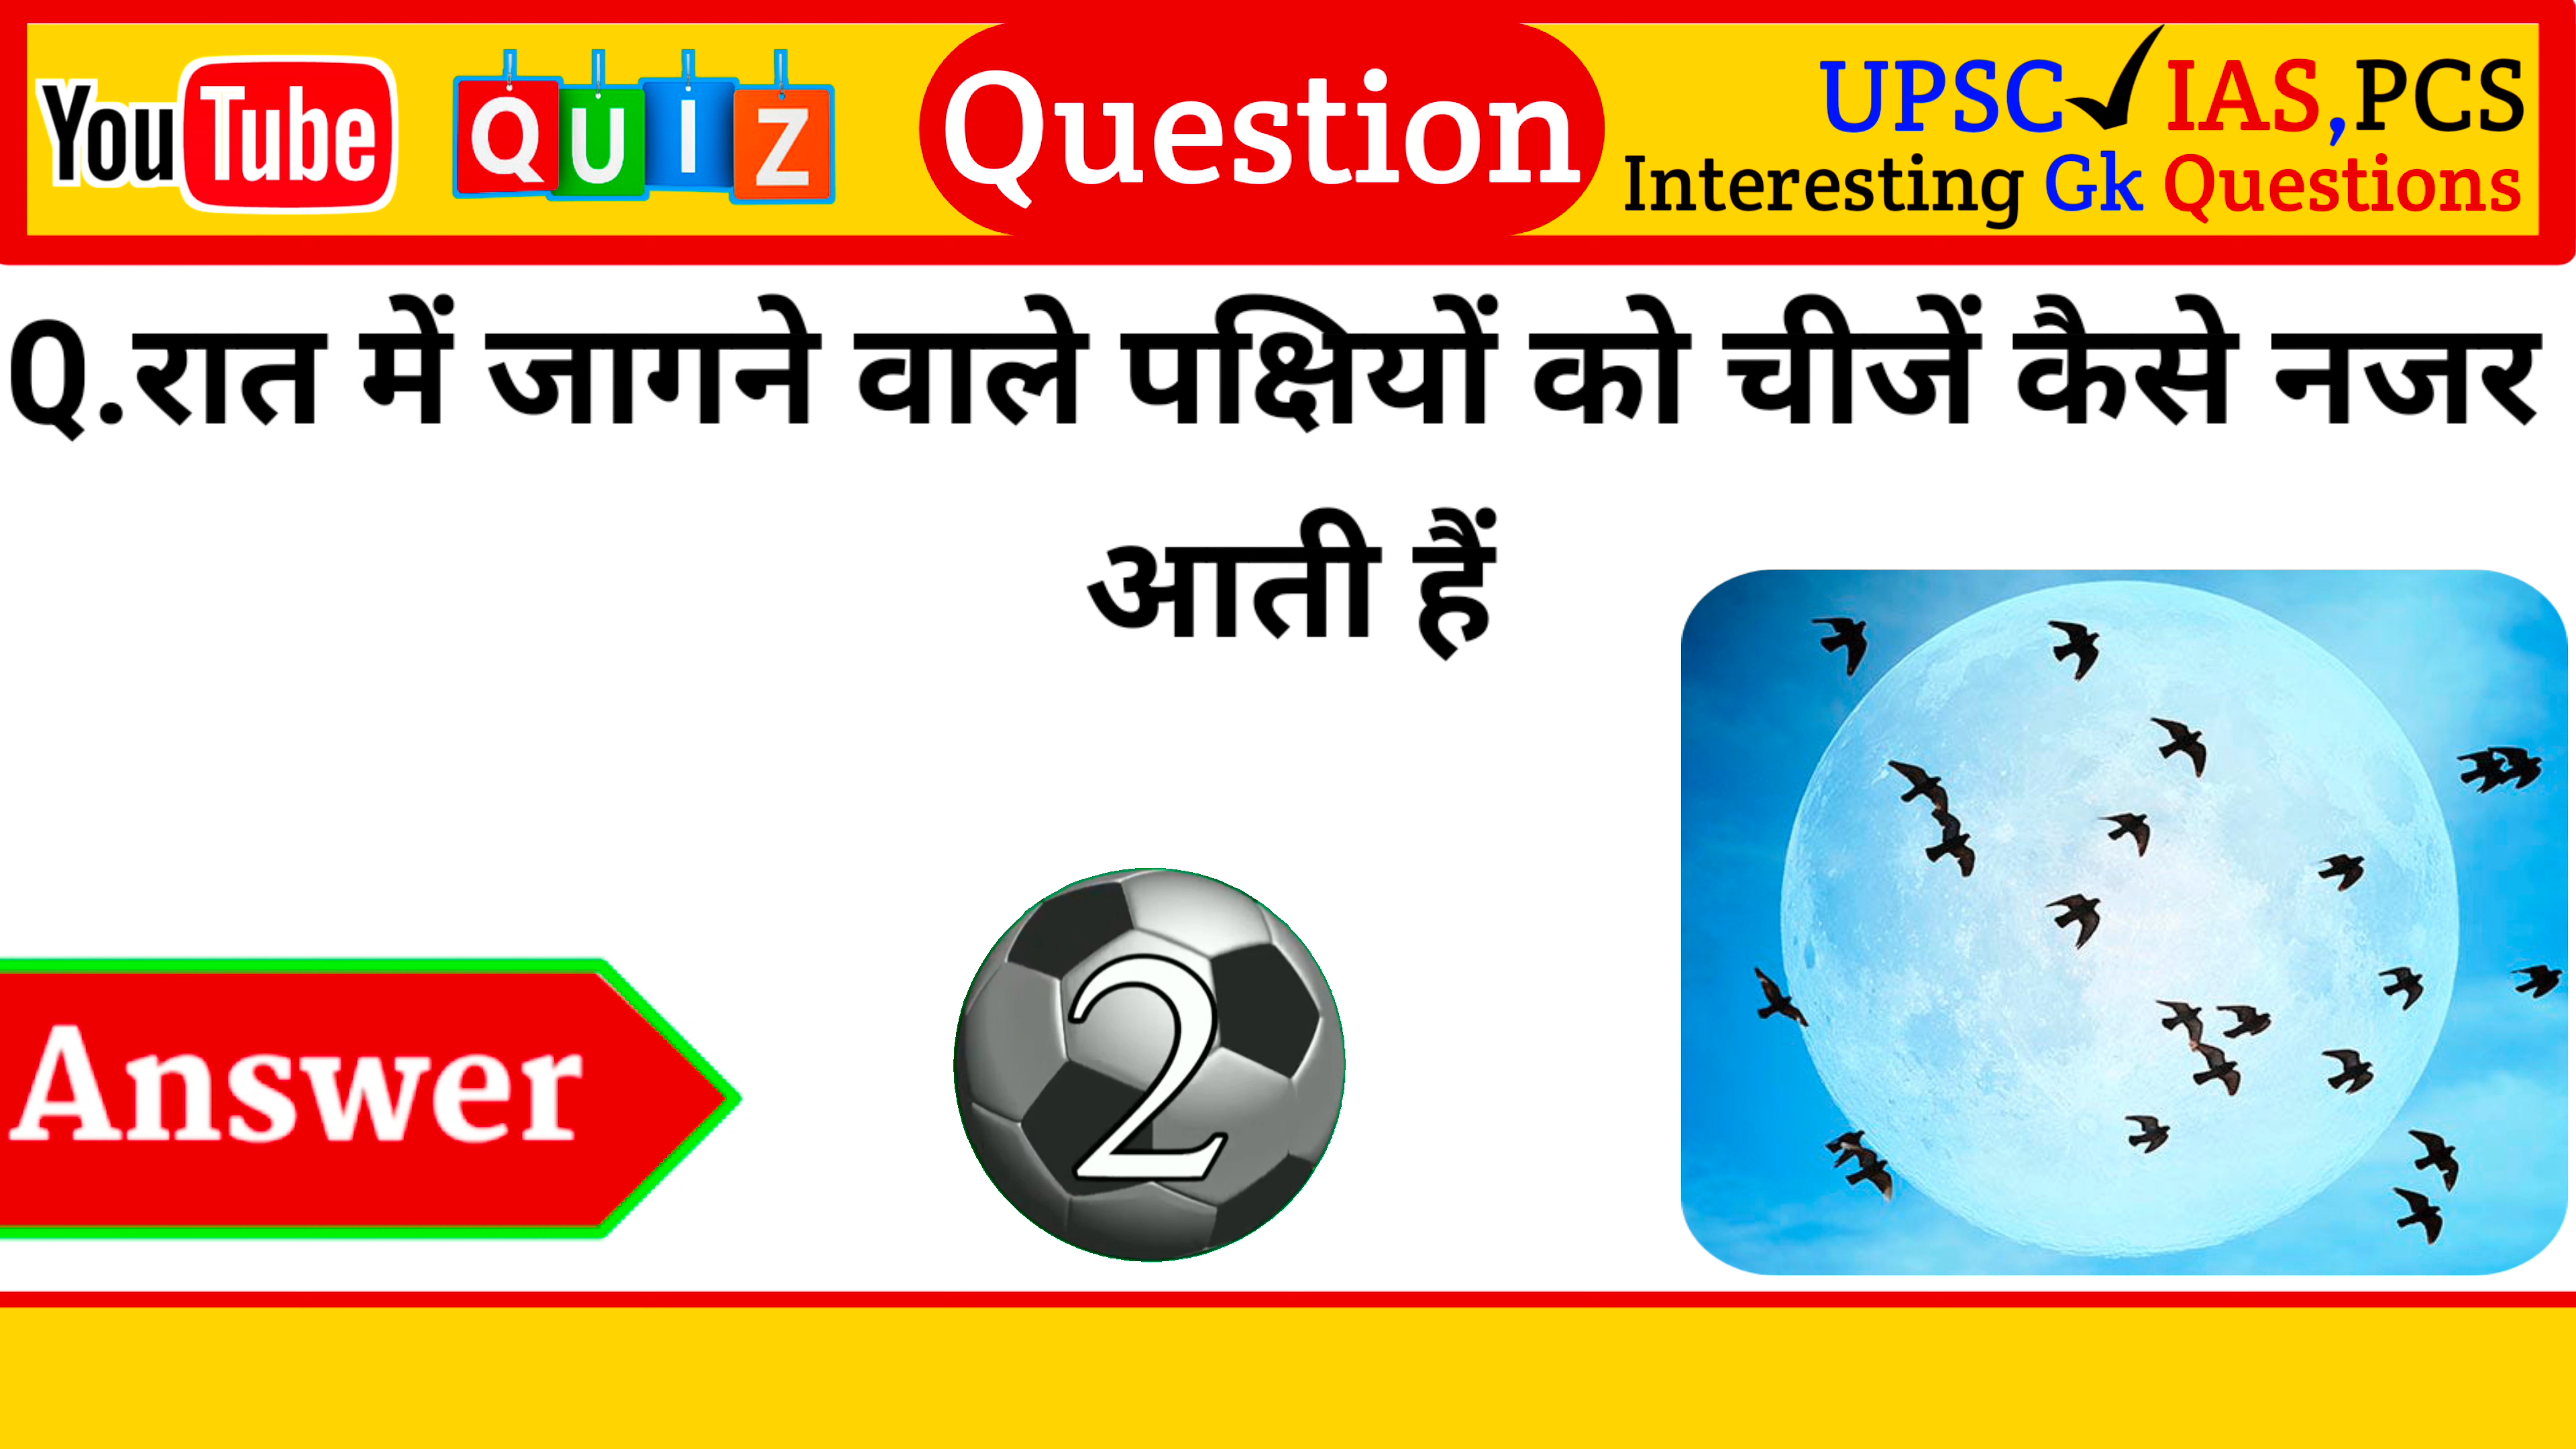 YouTube QUIZ Question UPSC✓IAS,PCS
Interesting Gk Questions
Q.रात में जागने वाले पक्षियों को चीजें कैसे नजर
आती हैं
2
Answer